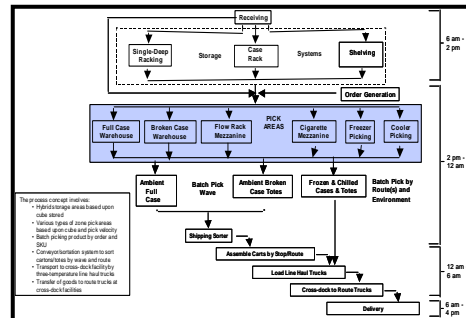 Receiving
6 am -
2 pm
Single-Deep
Racking
Storage
Case
Rack
Systems
Shelving
Order Generation
PICK
AREAS
Full Case
Warehouse
Broken Case
Warehouse
Flow Rack
Mezzanine
Cigarette
Mezzanine
Freezer
Picking
Cooler
Picking
2 pm -
12 am
Ambient
Full
Case
Batch Pick
Wave
Ambient Broken
Case Totes
Frozen & Chilled
Cases & Totes
Batch Pick by
Route(s) and
Environment
The process concept involves:
• Hybrid storage areas based upon
cube stored
• Various types of zone pick areas
based upon cube and pick velocity
• Batch picking product by order and
SKU
• Conveyor/sortation system to sort
cartons/totes by wave and route
• Transport to cross-dock facility by
three-temperature line haul trucks
• Transfer of goods to route trucks at
cross-dock facilities
Shipping Sorter
Assemble Carts by Stop/Route
Load Line Haul Trucks
12 am
6 am
Cross-dock to Route Trucks
Delivery
6 am -
4 pm